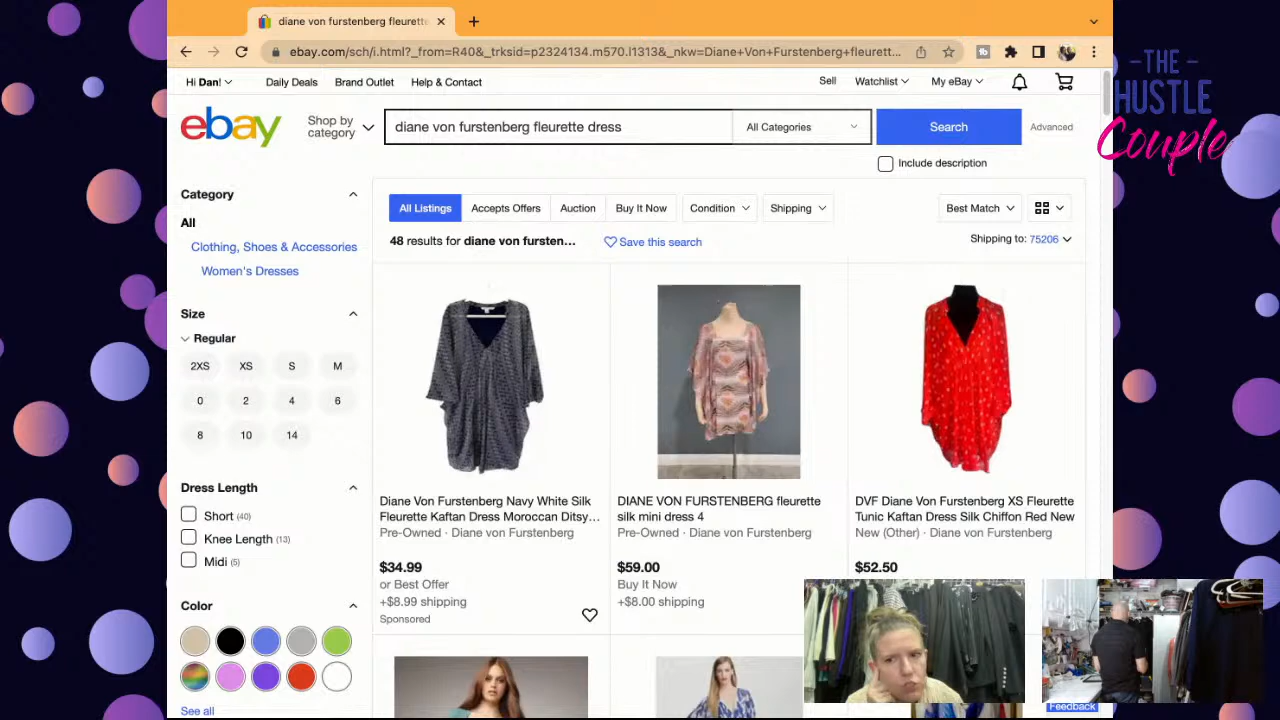 diane von furstenberg fleurette
ebay.com/sch/i.html?_from=R40&_trksid=p2324134.m570.l1313&_nkw=Diane+Von+Furstenberg+fleurett...
THE
HUSTLE
Couple
Hi Dan!
Daily Deals
Brand Outlet
Help & Contact
Sell
Watchlist
My eBay
ebay
Shop by
category
diane von furstenberg fleurette dress
All Categories
Search
Advanced
Include description
Category
All
Clothing, Shoes & Accessories
Women's Dresses
All Listings
Accepts Offers
Auction
Buy It Now
Condition
Shipping
Best Match
48 results for diane von fursten...
Save this search
Shipping to: 75206
Size
Regular
2XS XS S M
0 2 4 6
8 10 14
Dress Length
Short (40)
Knee Length (13)
Midi (5)
Color
See all
Diane Von Furstenberg Navy White Silk
Fleurette Kaftan Dress Moroccan Ditsy...
Pre-Owned · Diane von Furstenberg
$34.99
or Best Offer
+$8.99 shipping
Sponsored
DIANE VON FURSTENBERG fleurette
silk mini dress 4
Pre-Owned · Diane von Furstenberg
$59.00
Buy It Now
+$8.00 shipping
DVF Diane Von Furstenberg XS Fleurette
Tunic Kaftan Dress Silk Chiffon Red New
New (Other) · Diane von Furstenberg
$52.50
Feedback